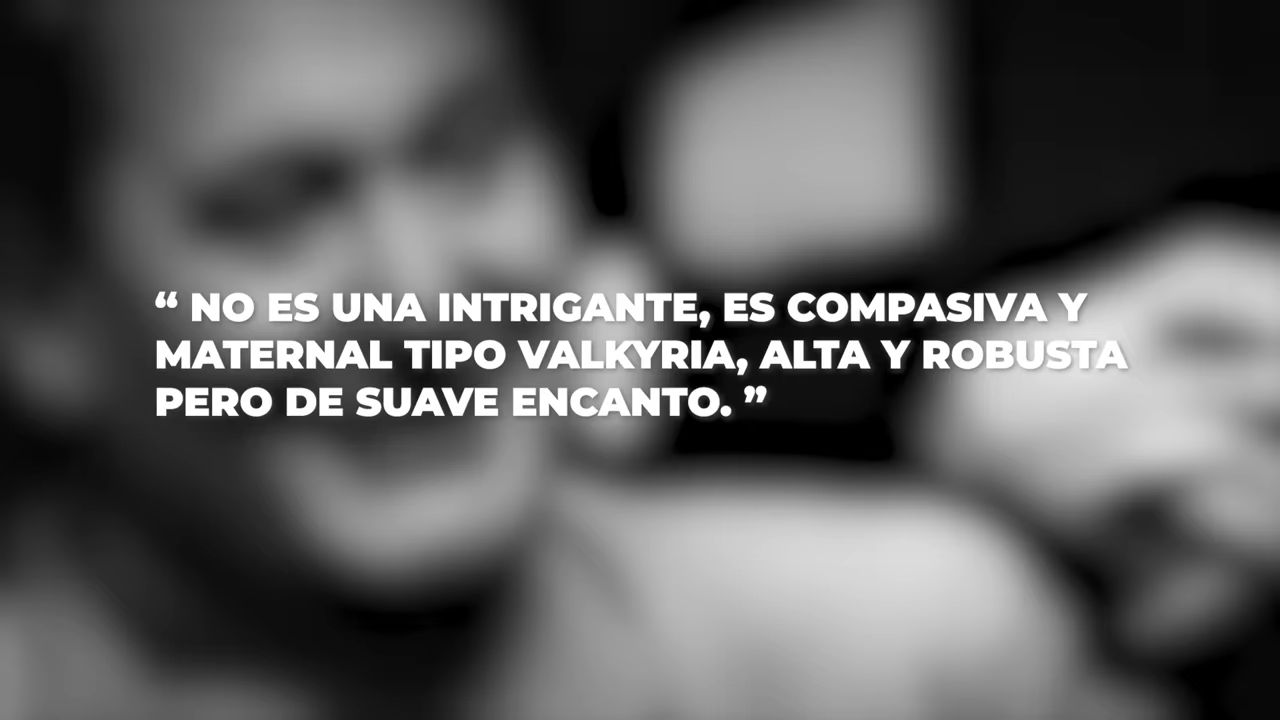 “ NO ES UNA INTRIGANTE, ES COMPASIVA Y
MATERNAL TIPO VALKYRIA, ALTA Y ROBUSTA
PERO DE SUAVE ENCANTO. ”